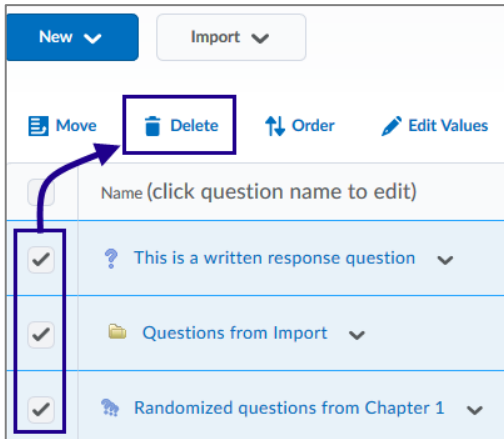 New
Import
Move
Delete
Order
Edit Values
Name (click question name to edit)
This is a written response question
Questions from Import
Randomized questions from Chapter 1